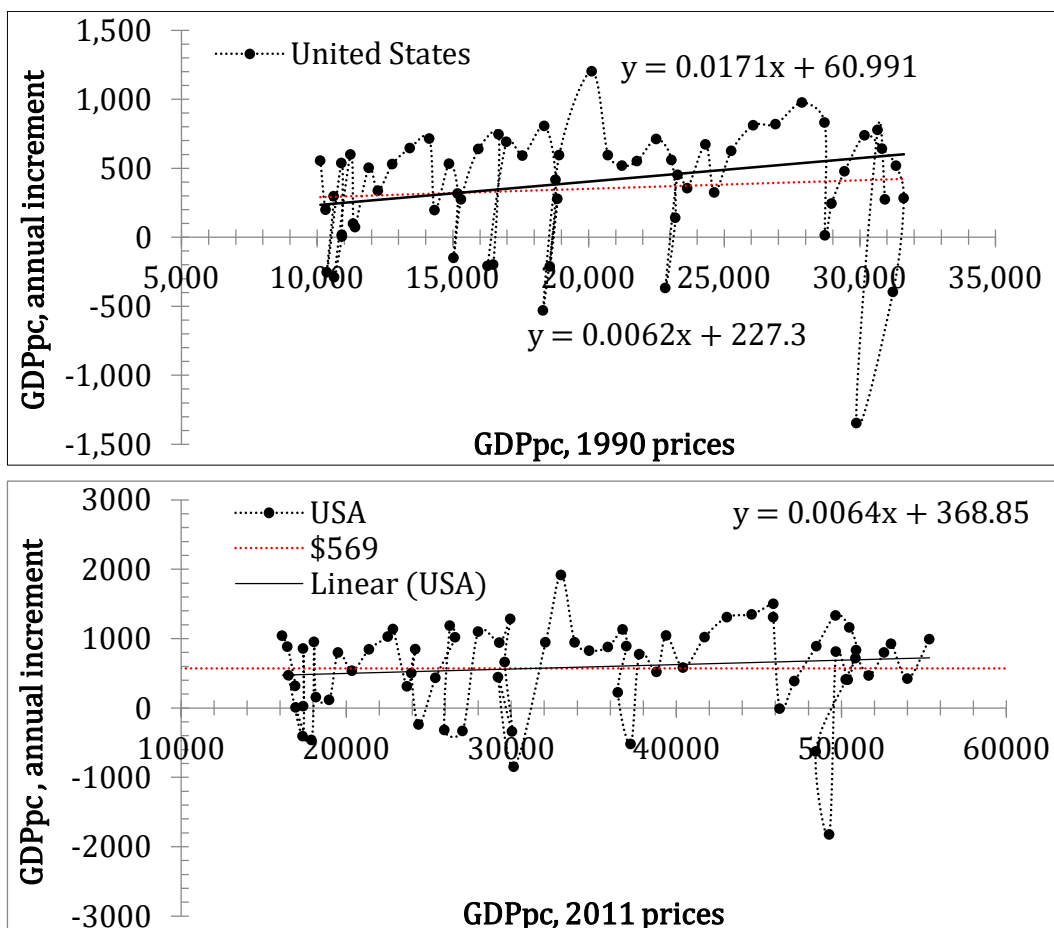 1,500
United States
y = 0.0171x + 60.991
1,000
500
0
5,000 10,000 15,000 20,000 25,000 30,000 35,000
-500
y = 0.0062x + 227.3
-1,000
-1,500
GDPpc, annual increment
GDPpc, 1990 prices
3000
USA
y = 0.0064x + 368.85
$569
2000
Linear (USA)
1000
0
10000 20000 30000 40000 50000 60000
-1000
-2000
-3000
GDPpc, annual increment
GDPpc, 2011 prices